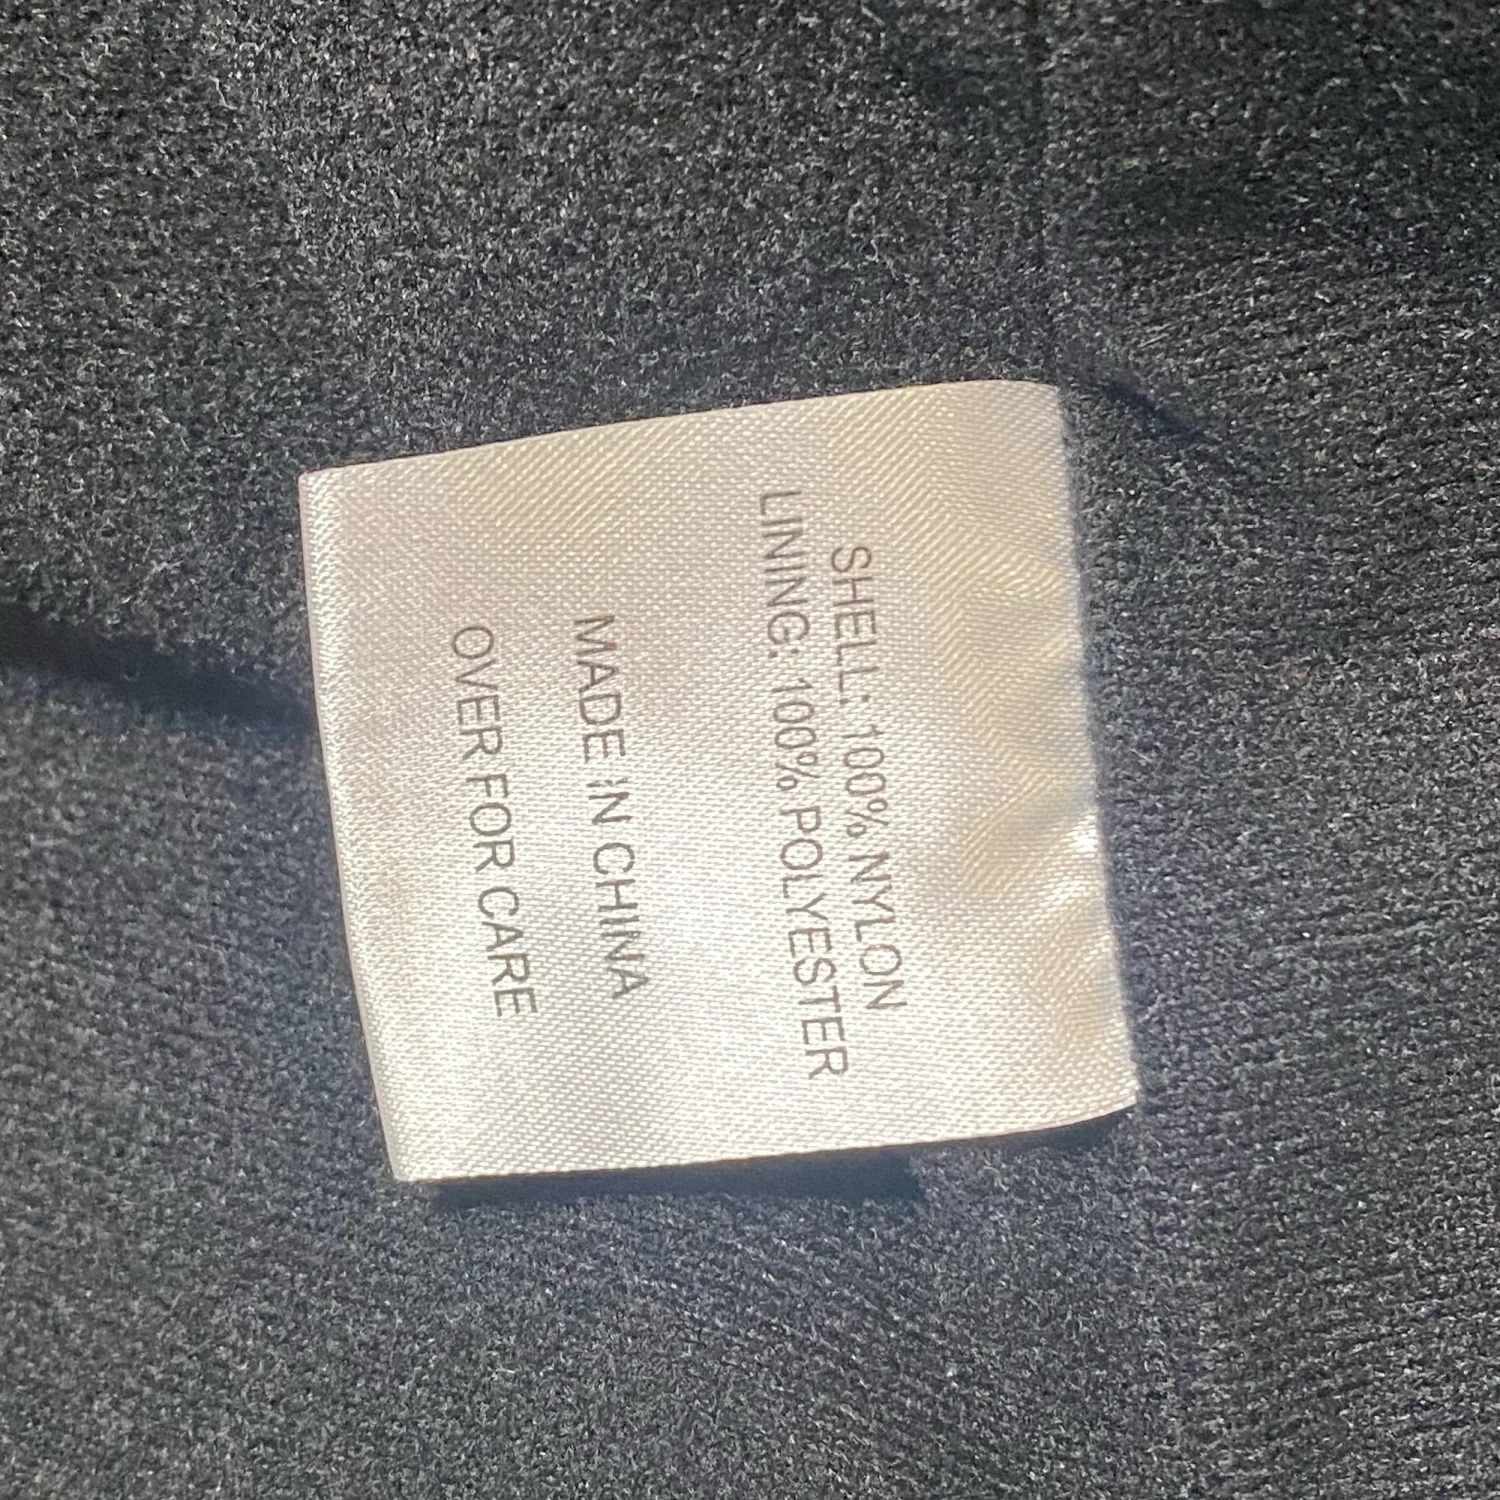 SHELL: 100% NYLON
LINING: 100% POLYESTER
MADE IN CHINA
OVER FOR CARE